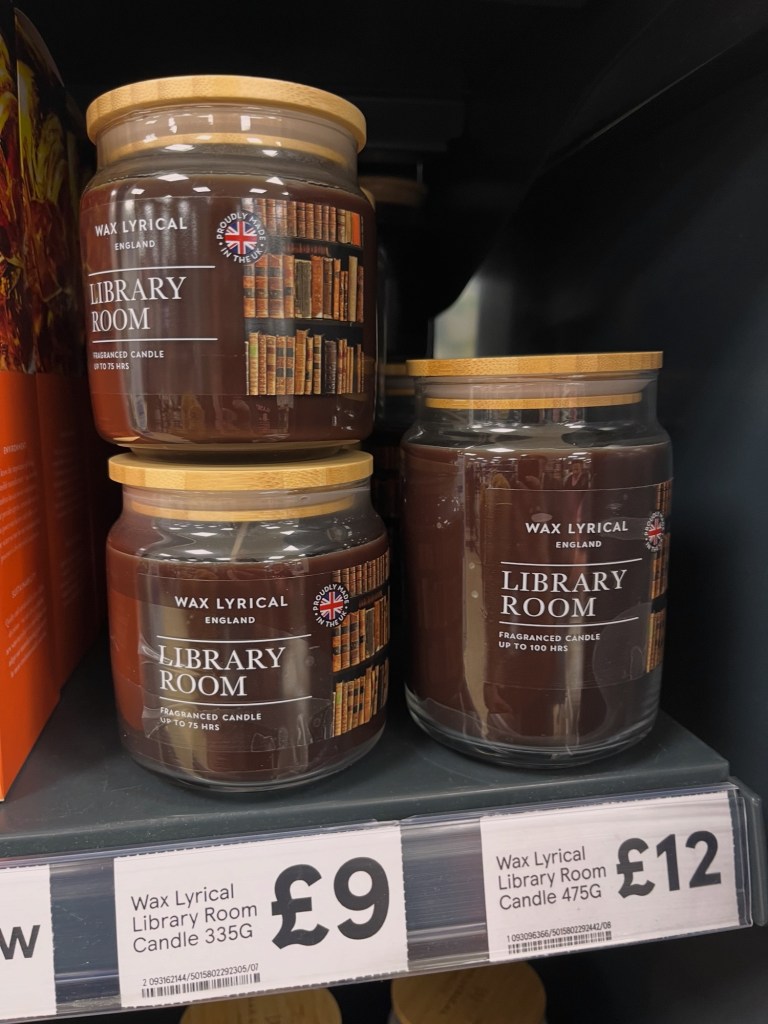 WAX LYRICAL
ENGLAND
PROUDLY MADE
IN THE UK
LIBRARY
ROOM
FRAGRANCED CANDLE
UP TO 75 HRS
WAX LYRICAL
ENGLAND
PROUDLY MADE
IN THE UK
LIBRARY
ROOM
FRAGRANCED CANDLE
UP TO 75 HRS
WAX LYRICAL
ENGLAND
LIBRARY
ROOM
FRAGRANCED CANDLE
UP TO 100 HRS
W
Wax Lyrical
Library Room
Candle 335G
£9
2 093162144/5015802292305/07
Wax Lyrical
Library Room
Candle 475G
£12
1 093096366/5015802292442/08